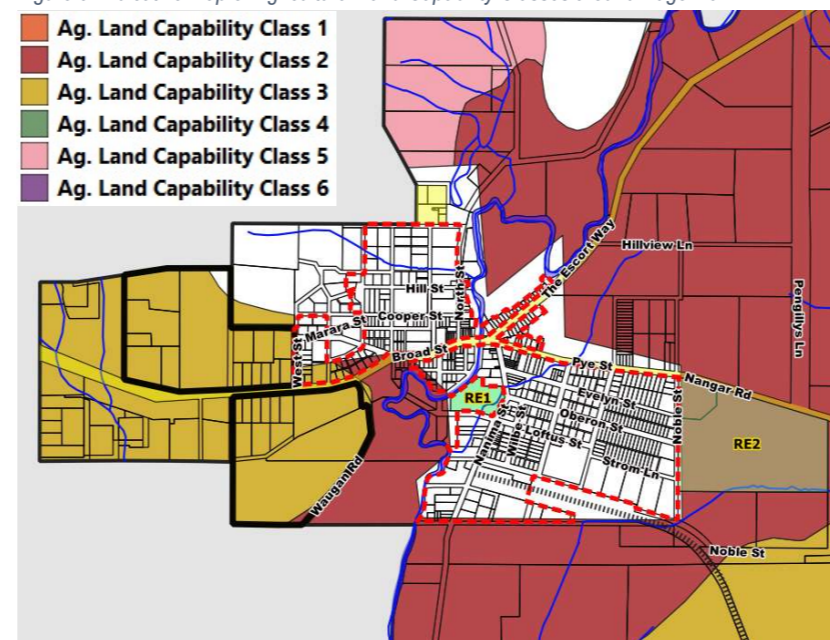 Ag. Land Capability Class 1
Ag. Land Capability Class 2
Ag. Land Capability Class 3
Ag. Land Capability Class 4
Ag. Land Capability Class 5
Ag. Land Capability Class 6
The Escort Way
Hillview Ln
Pengillys Ln
Hill St
North St
Cooper St
Marara St
West St
Broad St
Pye St
Nangar Rd
RE1
Evelyn St
Noble St
Oberon St
Nanima St
Loftus St
RE2
Strom Ln
Waugan Rd
Noble St